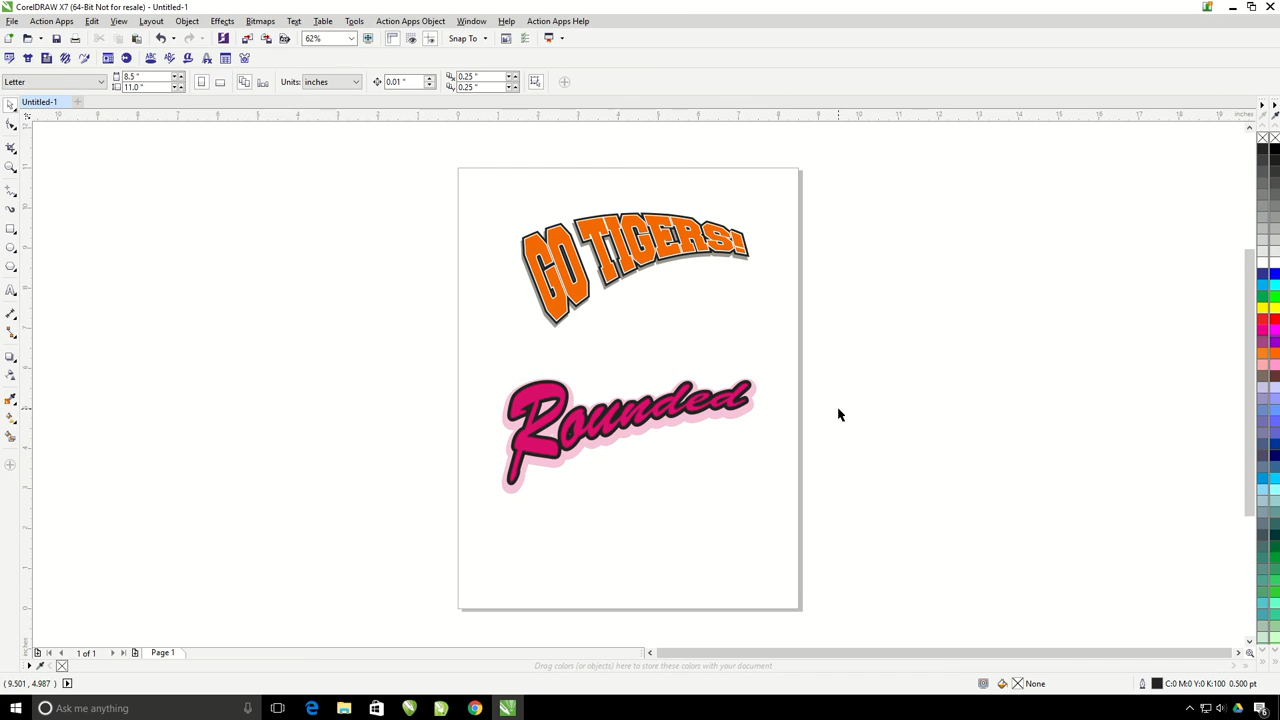 CorelDRAW X7 (64-Bit Not for resale) - Untitled-1
File Action Apps Edit View Layout Object Effects Bitmaps Text Table Tools Action Apps Object Window Help Action Apps Help
62% Snap To
Letter 8.5 " 11.0 " Units: inches 0.01 " 0.25 " 0.25 "
Untitled-1
inches
GO TIGERS!
Rounded
1 of 1 Page 1
Drag colors (or objects) here to store these colors with your document
( 9.501 , 4.987 ) None C:0 M:0 Y:0 K:100 0.500 pt
Ask me anything